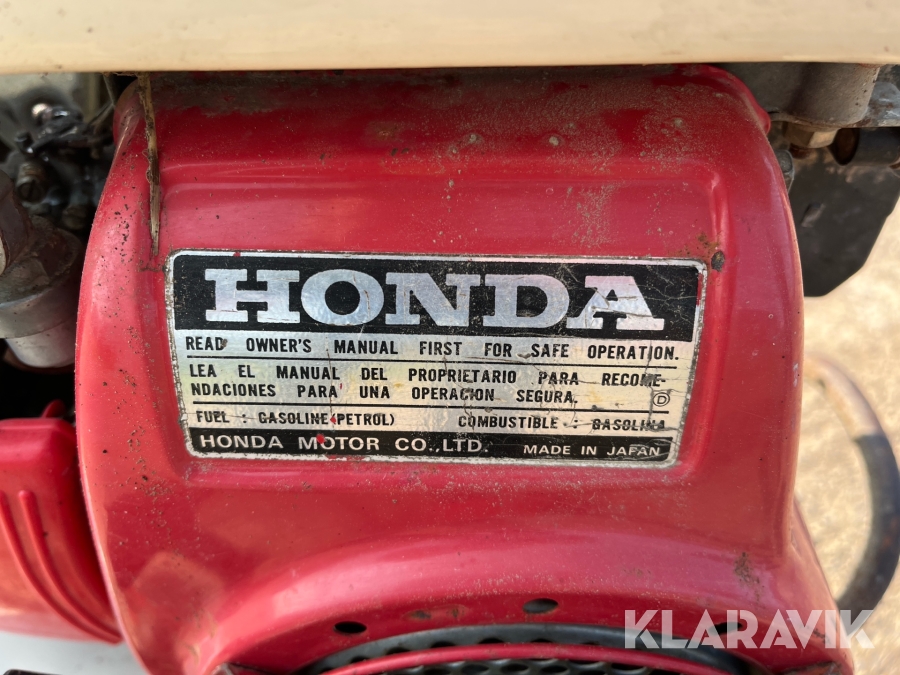 HONDA
READ OWNER'S MANUAL FIRST FOR SAFE OPERATION.
LEA EL MANUAL DEL PROPRIETARIO PARA RECOME-
NDACIONES PARA UNA OPERACION SEGURA. D
FUEL : GASOLINE(PETROL) COMBUSTIBLE : GASOLINA
HONDA MOTOR CO.,LTD. MADE IN JAPAN
KLARAVIK